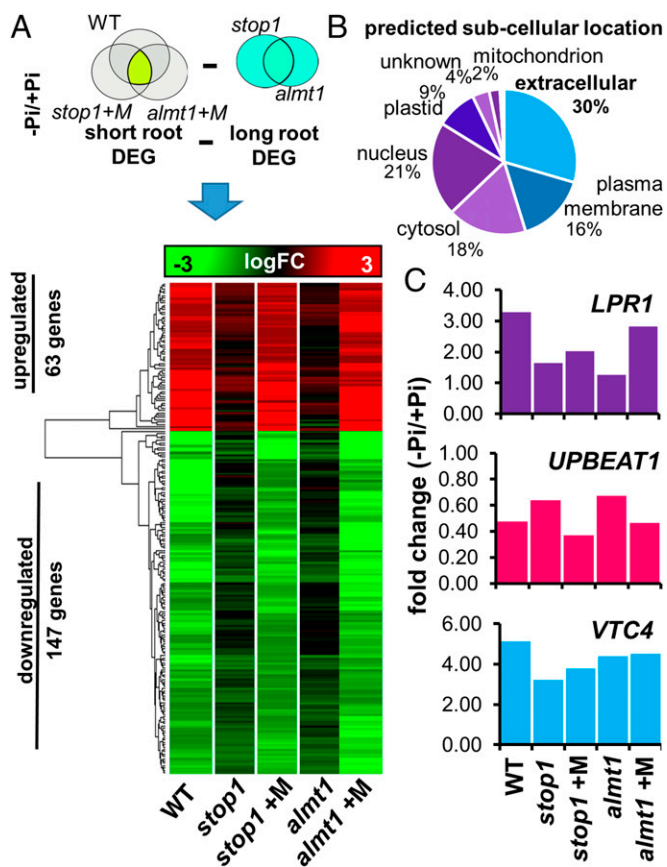 A
WT
stop1
-
-Pi/+Pi
stop1+M
almt1+M
almt1
short root
DEG
-
long root
DEG
-3
logFC
3
upregulated
63 genes
downregulated
147 genes
WT
stop1
stop1 +M
almt1
almt1 +M
B
predicted sub-cellular location
unknown
9%
mitochondrion
4%
2%
extracellular
30%
plastid
nucleus
21%
plasma
membrane
16%
cytosol
18%
C
fold change (-Pi/+Pi)
LPR1
4.00
3.00
2.00
1.00
0.00
UPBEAT1
1.00
0.80
0.60
0.40
0.20
0.00
VTC4
6.00
4.00
2.00
0.00
WT
stop1
stop1 +M
almt1
almt1 +M